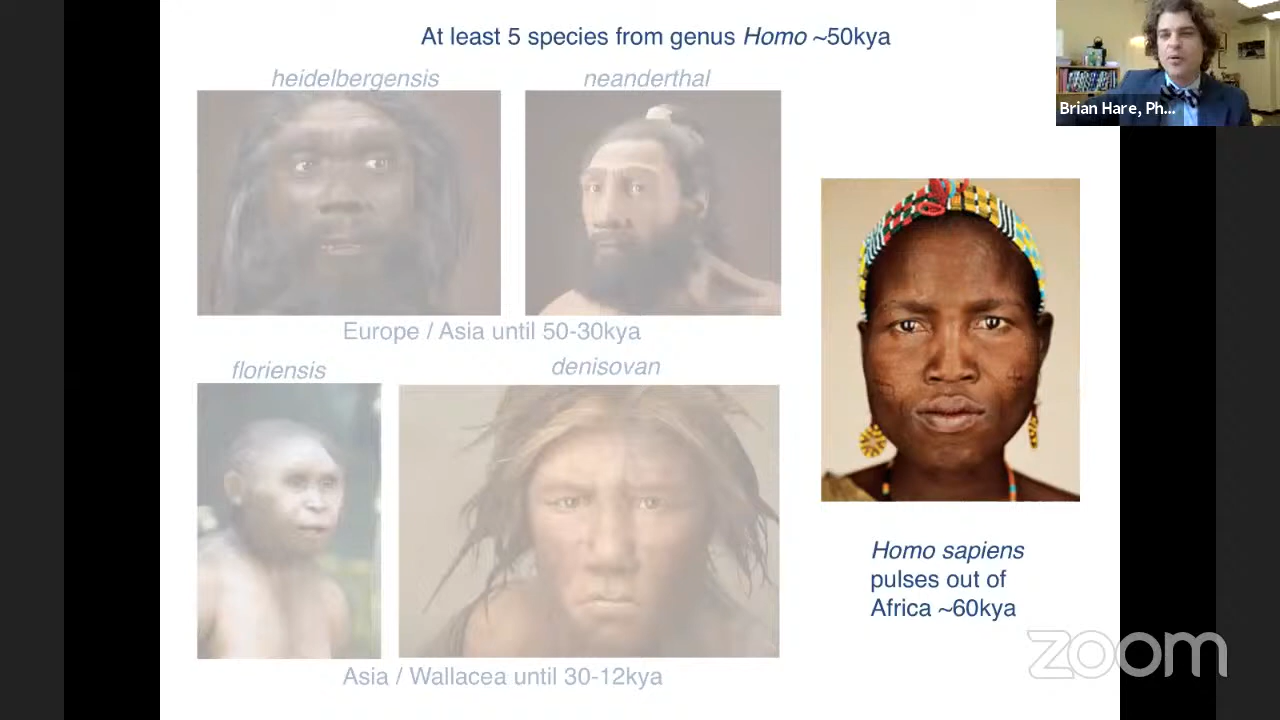 At least 5 species from genus Homo ~50kya
heidelbergensis
neanderthal
Europe / Asia until 50-30kya
floriensis
denisovan
Asia / Wallacea until 30-12kya
Homo sapiens
pulses out of
Africa ~60kya
Brian Hare, Ph...
zoom